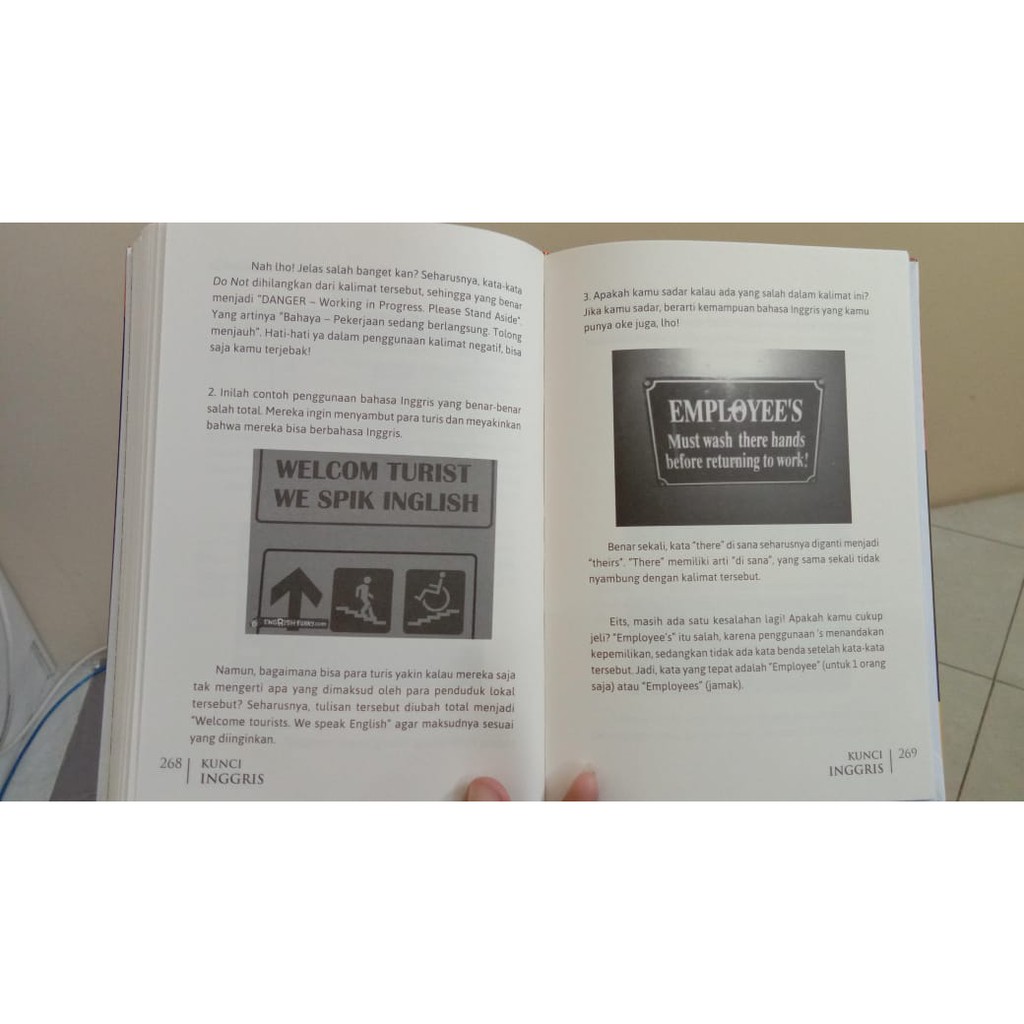 Nah lho! Jelas salah banget kan? Seharusnya, kata-kata
Do Not dihilangkan dari kalimat tersebut, sehingga yang benar
menjadi "DANGER – Working in Progress. Please Stand Aside".
Yang artinya "Bahaya – Pekerjaan sedang berlangsung. Tolong
menjauh". Hati-hati ya dalam penggunaan kalimat negatif, bisa
saja kamu terjebak!
2. Inilah contoh penggunaan bahasa Inggris yang benar-benar
salah total. Mereka ingin menyambut para turis dan meyakinkan
bahwa mereka bisa berbahasa Inggris.
WELCOM TURIST
WE SPIK INGLISH
ENGRISH-FUNNY.com
Namun, bagaimana bisa para turis yakin kalau mereka saja
tak mengerti apa yang dimaksud oleh para penduduk lokal
tersebut? Seharusnya, tulisan tersebut diubah total menjadi
"Welcome tourists. We speak English" agar maksudnya sesuai
yang diinginkan.
268 | KUNCI
INGGRIS
3. Apakah kamu sadar kalau ada yang salah dalam kalimat ini?
Jika kamu sadar, berarti kemampuan bahasa Inggris yang kamu
punya oke juga, lho!
EMPLOYEE'S
Must wash there hands
before returning to work!
Benar sekali, kata "there" di sana seharusnya diganti menjadi
"theirs". "There" memiliki arti "di sana", yang sama sekali tidak
nyambung dengan kalimat tersebut.
Eits, masih ada satu kesalahan lagi! Apakah kamu cukup
jeli? "Employee's" itu salah, karena penggunaan 's menandakan
kepemilikan, sedangkan tidak ada kata benda setelah kata-kata
tersebut. Jadi, kata yang tepat adalah "Employee" (untuk 1 orang
saja) atau "Employees" (jamak).
KUNCI | 269
INGGRIS